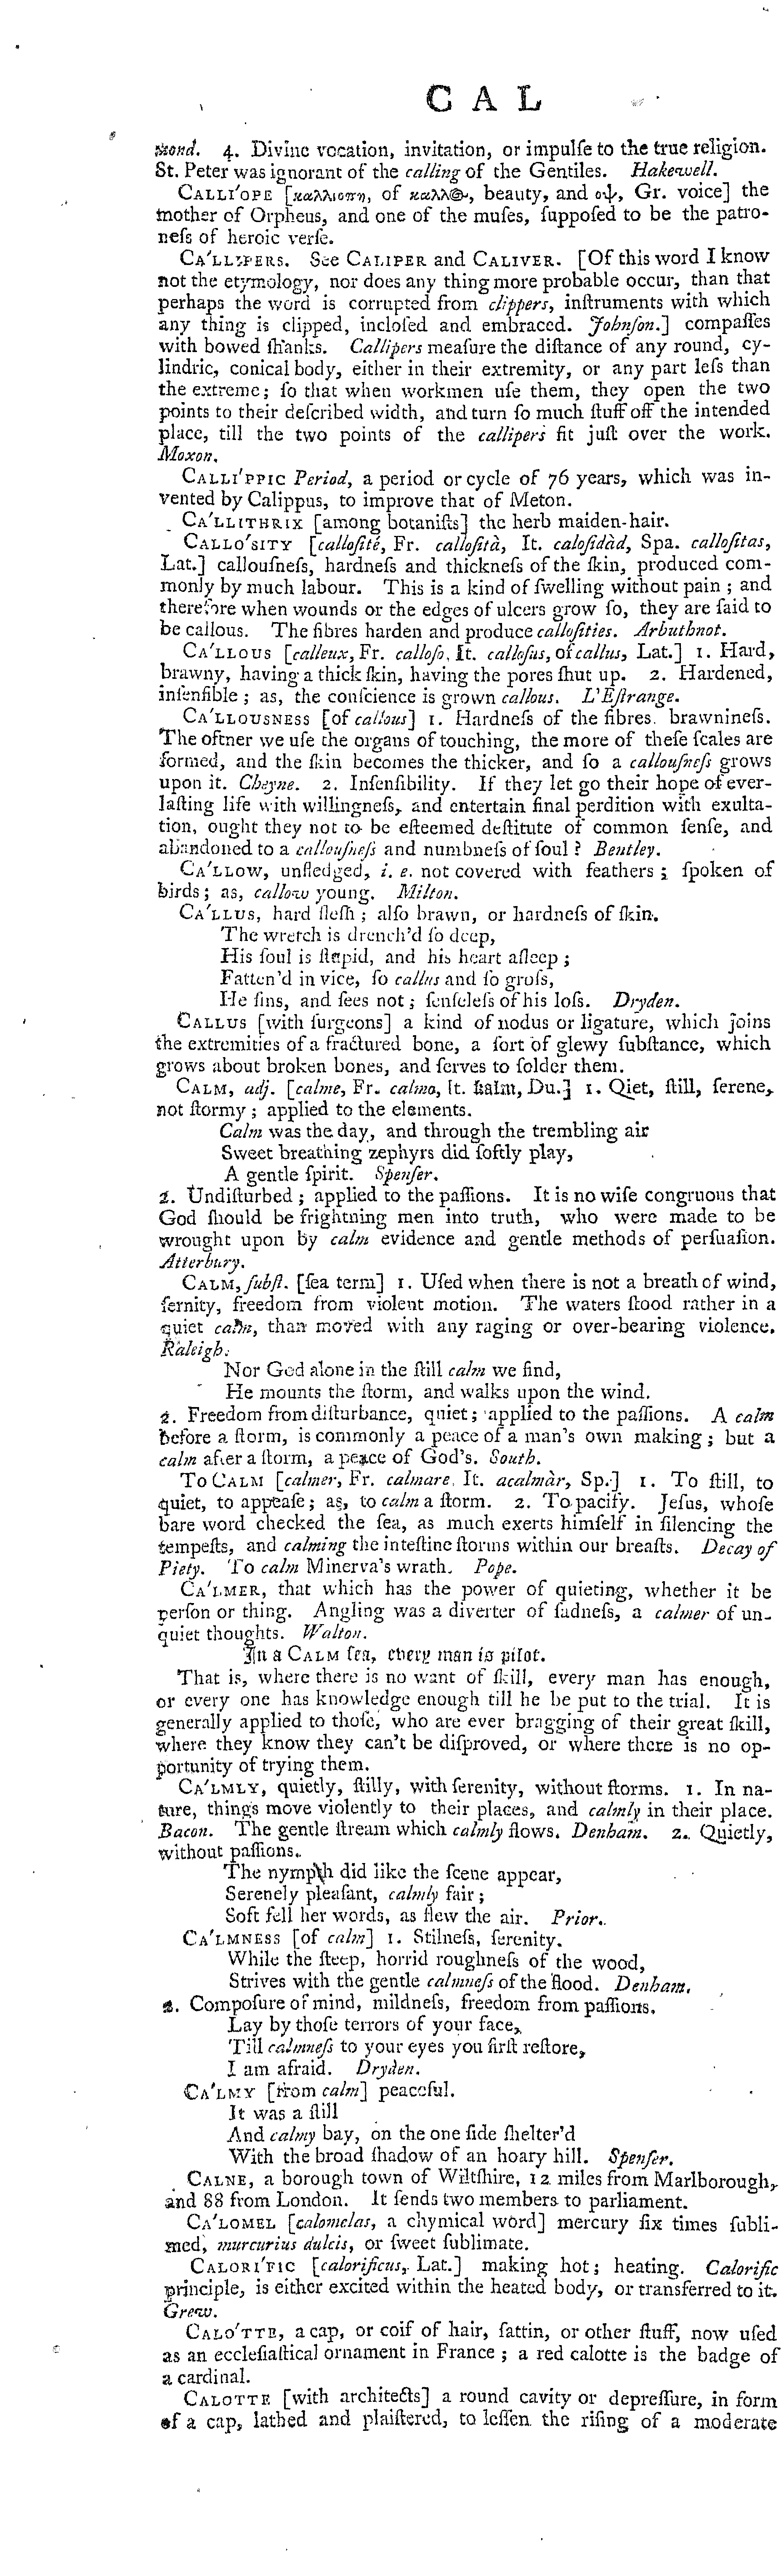 C A L
mond. 4. Divine vocation, invitation, or impulſe to the true religion.
St. Peter was ignorant of the calling of the Gentiles. Hakewell.
CALLI'OPE [καλλιοπη, of καλλ☉, beauty, and οψ, Gr. voice] the
mother of Orpheus, and one of the muſes, ſuppoſed to be the patro-
neſs of heroic verſe.
CA'LLIPERS. See CALIPER and CALIVER. [Of this word I know
not the etymology, nor does any thing more probable occur, than that
perhaps the word is corrupted from clippers, inſtruments with which
any thing is clipped, incloſed and embraced. Johnſon.] compaſſes
with bowed ſhanks. Callipers meaſure the diſtance of any round, cy-
lindric, conical body, either in their extremity, or any part leſs than
the extreme; ſo that when workmen uſe them, they open the two
points to their deſcribed width, and turn ſo much ſtuff off the intended
place, till the two points of the callipers fit juſt over the work.
Moxon.
CALLI'PPIC Period, a period or cycle of 76 years, which was in-
vented by Calippus, to improve that of Meton.
CA'LLITHRIX [among botaniſts] the herb maiden-hair.
CALLO'SITY [calloſité, Fr. calloſità, It. caloſidàd, Spa. calloſitas,
Lat.] callouſneſs, hardneſs and thickneſs of the ſkin, produced com-
monly by much labour. This is a kind of ſwelling without pain; and
therefore when wounds or the edges of ulcers grow ſo, they are ſaid to
be callous. The fibres harden and produce calloſities. Arbuthnot.
CA'LLOUS [calleux, Fr. calloſo, It. calloſus, of callus, Lat.] 1. Hard,
brawny, having a thick ſkin, having the pores ſhut up. 2. Hardened,
inſenſible; as, the conſcience is grown callous. L'Eſtrange.
CA'LLOUSNESS [of callous] 1. Hardneſs of the fibres. brawnineſs.
The oftner we uſe the organs of touching, the more of theſe ſcales are
formed, and the ſkin becomes the thicker, and ſo a callouſneſs grows
upon it. Cheyne. 2. Inſenſibility. If they let go their hope of ever-
laſting life with willingneſs, and entertain final perdition with exulta-
tion, ought they not to be eſteemed deſtitute of common ſenſe, and
abandoned to a callouſneſs and numbneſs of ſoul? Bentley.
CA'LLOW, unfledged, i. e. not covered with feathers; ſpoken of
birds; as, callow young. Milton.
CA'LLUS, hard fleſh; alſo brawn, or hardneſs of ſkin.
The wretch is drench'd ſo deep,
His ſoul is ſtupid, and his heart aſleep;
Fatten'd in vice, ſo callus and ſo groſs,
He ſins, and ſees not; ſenſeleſs of his loſs. Dryden.
CALLUS [with ſurgeons] a kind of nodus or ligature, which joins
the extremities of a fractured bone, a ſort of glewy ſubſtance, which
grows about broken bones, and ſerves to ſolder them.
CALM, adj. [calme, Fr. calmo, It. kalm, Du.] 1. Qiet, ſtill, ſerene,
not ſtormy; applied to the elements.
Calm was the day, and through the trembling air
Sweet breathing zephyrs did ſoftly play,
A gentle ſpirit. Spenſer.
2. Undiſturbed; applied to the paſſions. It is no wiſe congruous that
God ſhould be frightning men into truth, who were made to be
wrought upon by calm evidence and gentle methods of perſuaſion.
Atterbury.
CALM, ſubſt. [ſea term] 1. Uſed when there is not a breath of wind,
ſernity, freedom from violent motion. The waters ſtood rather in a
quiet calm, than moved with any raging or over-bearing violence.
Raleigh.
Nor God alone in the ſtill calm we find,
He mounts the ſtorm, and walks upon the wind.
2. Freedom from diſturbance, quiet; applied to the paſſions. A calm
before a ſtorm, is commonly a peace of a man's own making; but a
calm after a ſtorm, a peace of God's. South.
To CALM [calmer, Fr. calmare, It. acalmàr, Sp.] 1. To ſtill, to
quiet, to appeaſe; as, to calm a ſtorm. 2. To pacify. Jeſus, whoſe
bare word checked the ſea, as much exerts himſelf in ſilencing the
tempeſts, and calming the inteſtine ſtorms within our breaſts. Decay of
Piety. To calm Minerva's wrath. Pope.
CA'LMER, that which has the power of quieting, whether it be
perſon or thing. Angling was a diverter of ſadneſs, a calmer of un-
quiet thoughts. Walton.
In a CALM ſea, every man is pilot.
That is, where there is no want of ſkill, every man has enough,
or every one has knowledge enough till he be put to the trial. It is
generally applied to thoſe, who are ever bragging of their great ſkill,
where they know they can't be diſproved, or where there is no op-
portunity of trying them.
CA'LMLY, quietly, ſtilly, with ſerenity, without ſtorms. 1. In na-
ture, things move violently to their places, and calmly in their place.
Bacon. The gentle ſtream which calmly flows. Denham. 2. Quietly,
without paſſions.
The nymph did like the ſcene appear,
Serenely pleaſant, calmly fair;
Soft fell her words, as flew the air. Prior.
CA'LMNESS [of calm] 1. Stilneſs, ſerenity.
While the ſteep, horrid roughneſs of the wood,
Strives with the gentle calmneſs of the flood. Denham.
2. Compoſure of mind, mildneſs, freedom from paſſions.
Lay by thoſe terrors of your face,
'Till calmneſs to your eyes you firſt reſtore,
I am afraid. Dryden.
CA'LMY [from calm] peaceful.
It was a ſtill
And calmy bay, on the one ſide ſhelter'd
With the broad ſhadow of an hoary hill. Spenſer.
CALNE, a borough town of Wiltſhire, 12 miles from Marlborough,
and 88 from London. It ſends two members to parliament.
CA'LOMEL [calomelas, a chymical word] mercury ſix times ſubli-
med, murcurius dulcis, or ſweet ſublimate.
CALORI'FIC [calorificus, Lat.] making hot; heating. Calorific
principle, is either excited within the heated body, or transferred to it.
Grew.
CALO'TTE, a cap, or coif of hair, ſattin, or other ſtuff, now uſed
as an eccleſiaſtical ornament in France; a red calotte is the badge of
a cardinal.
CALOTTE [with architects] a round cavity or depreſſure, in form
of a cap, lathed and plaiſtered, to leſſen the riſing of a moderate